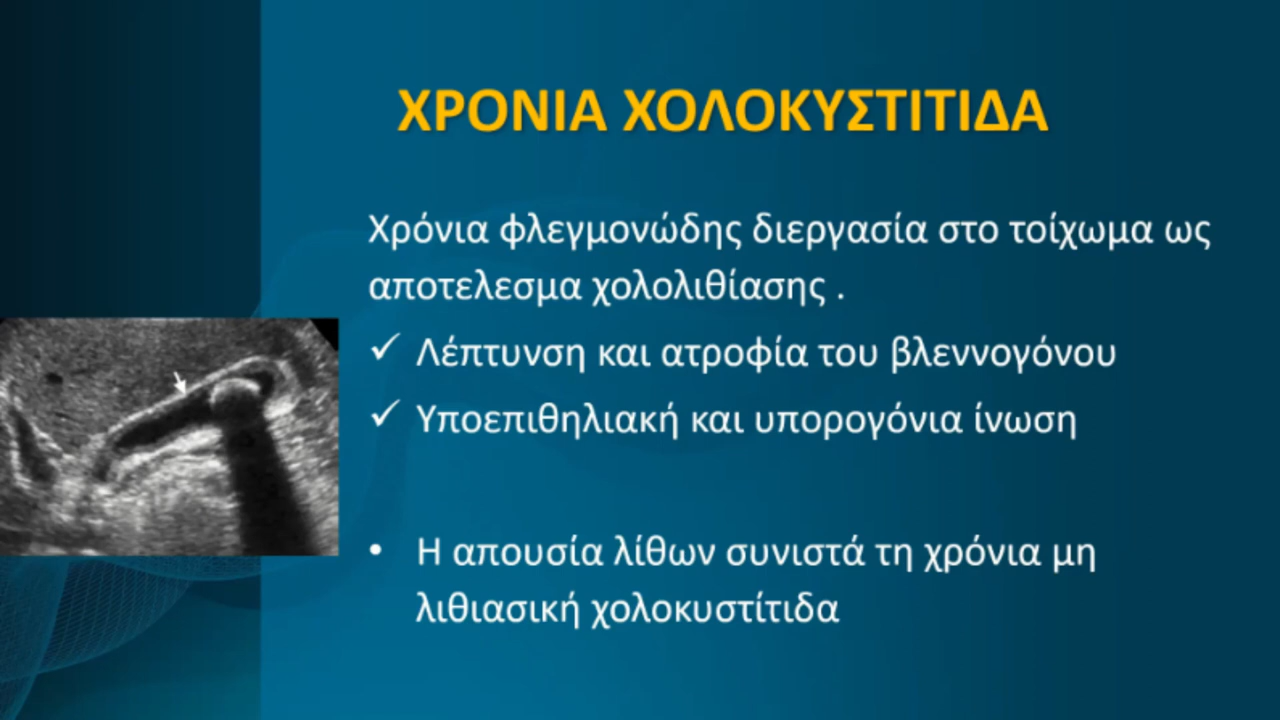 ΧΡΟΝΙΑ ΧΟΛΟΚΥΣΤΙΤΙΔΑ
Χρόνια φλεγμονώδης διεργασία στο τοίχωμα ως
αποτελεσμα χολολιθίασης .
✓ Λέπτυνση και ατροφία του βλεννογόνου
✓ Υποεπιθηλιακή και υπορογόνια ίνωση
• Η απουσία λίθων συνιστά τη χρόνια μη
λιθιασική χολοκυστίτιδα